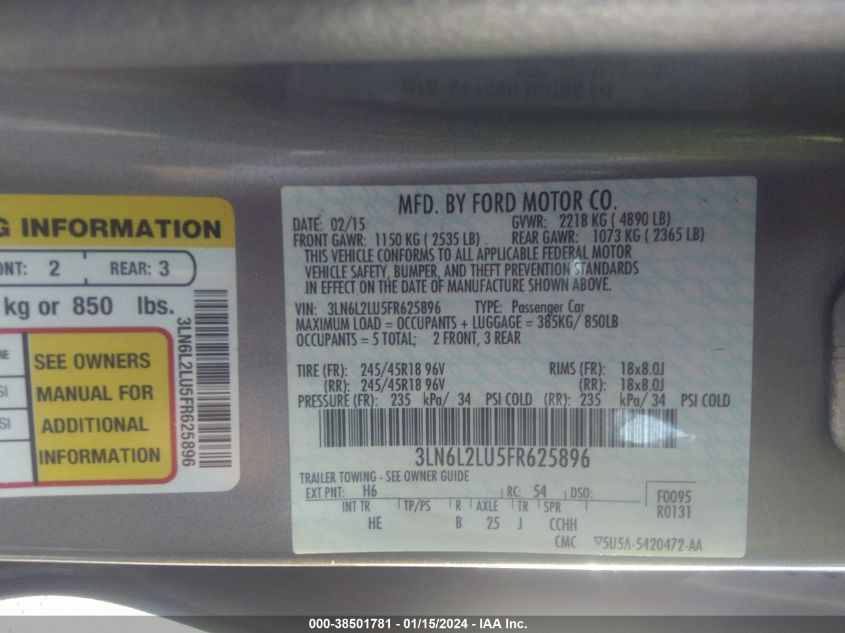 G INFORMATION
ONT: 2 REAR: 3
kg or 850 lbs.
SEE OWNERS
MANUAL FOR
ADDITIONAL
INFORMATION
3LN6L2LU5FR625896
MFD. BY FORD MOTOR CO.
DATE: 02/15 GVWR: 2218 KG ( 4890 LB)
FRONT GAWR: 1150 KG ( 2535 LB) REAR GAWR: 1073 KG ( 2365 LB)
THIS VEHICLE CONFORMS TO ALL APPLICABLE FEDERAL MOTOR
VEHICLE SAFETY, BUMPER, AND THEFT PREVENTION STANDARDS
IN EFFECT ON THE DATE OF MANUFACTURE SHOWN ABOVE.
VIN: 3LN6L2LU5FR625896 TYPE: Passenger Car
MAXIMUM LOAD = OCCUPANTS + LUGGAGE = 385KG/ 850LB
OCCUPANTS = 5 TOTAL; 2 FRONT, 3 REAR
TIRE (FR): 245/45R18 96V RIMS (FR): 18x8.0J
(RR): 245/45R18 96V (RR): 18x8.0J
PRESSURE (FR): 235 kPa/ 34 PSI COLD (RR): 235 kPa/ 34 PSI COLD
3LN6L2LU5FR625896
TRAILER TOWING - SEE OWNER GUIDE
EXT PNT: H6 RC: 54 DSO: F0095
INT TR TP/PS R AXLE TR SPR R0131
HE B 25 J CCHH
CMC ▽5U5A-5420472-AA
000-38501781 - 01/15/2024 - IAA Inc.